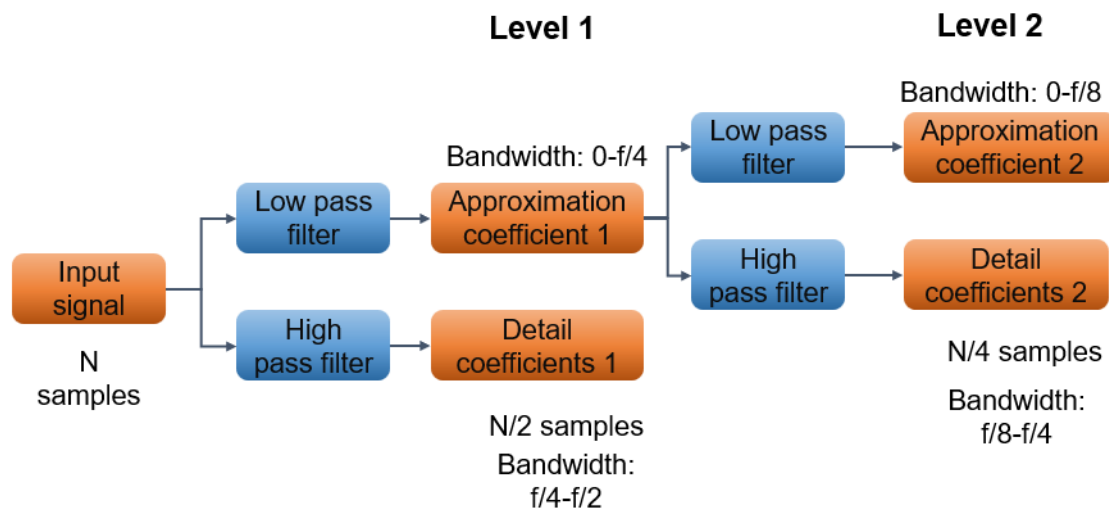 Level 1
Level 2
Bandwidth: 0-f/8
Low pass
filter
Approximation
coefficient 2
Bandwidth: 0-f/4
Low pass
filter
Approximation
coefficient 1
Input
signal
High
pass filter
Detail
coefficients 2
High
pass filter
Detail
coefficients 1
N
samples
N/4 samples
Bandwidth:
f/8-f/4
N/2 samples
Bandwidth:
f/4-f/2